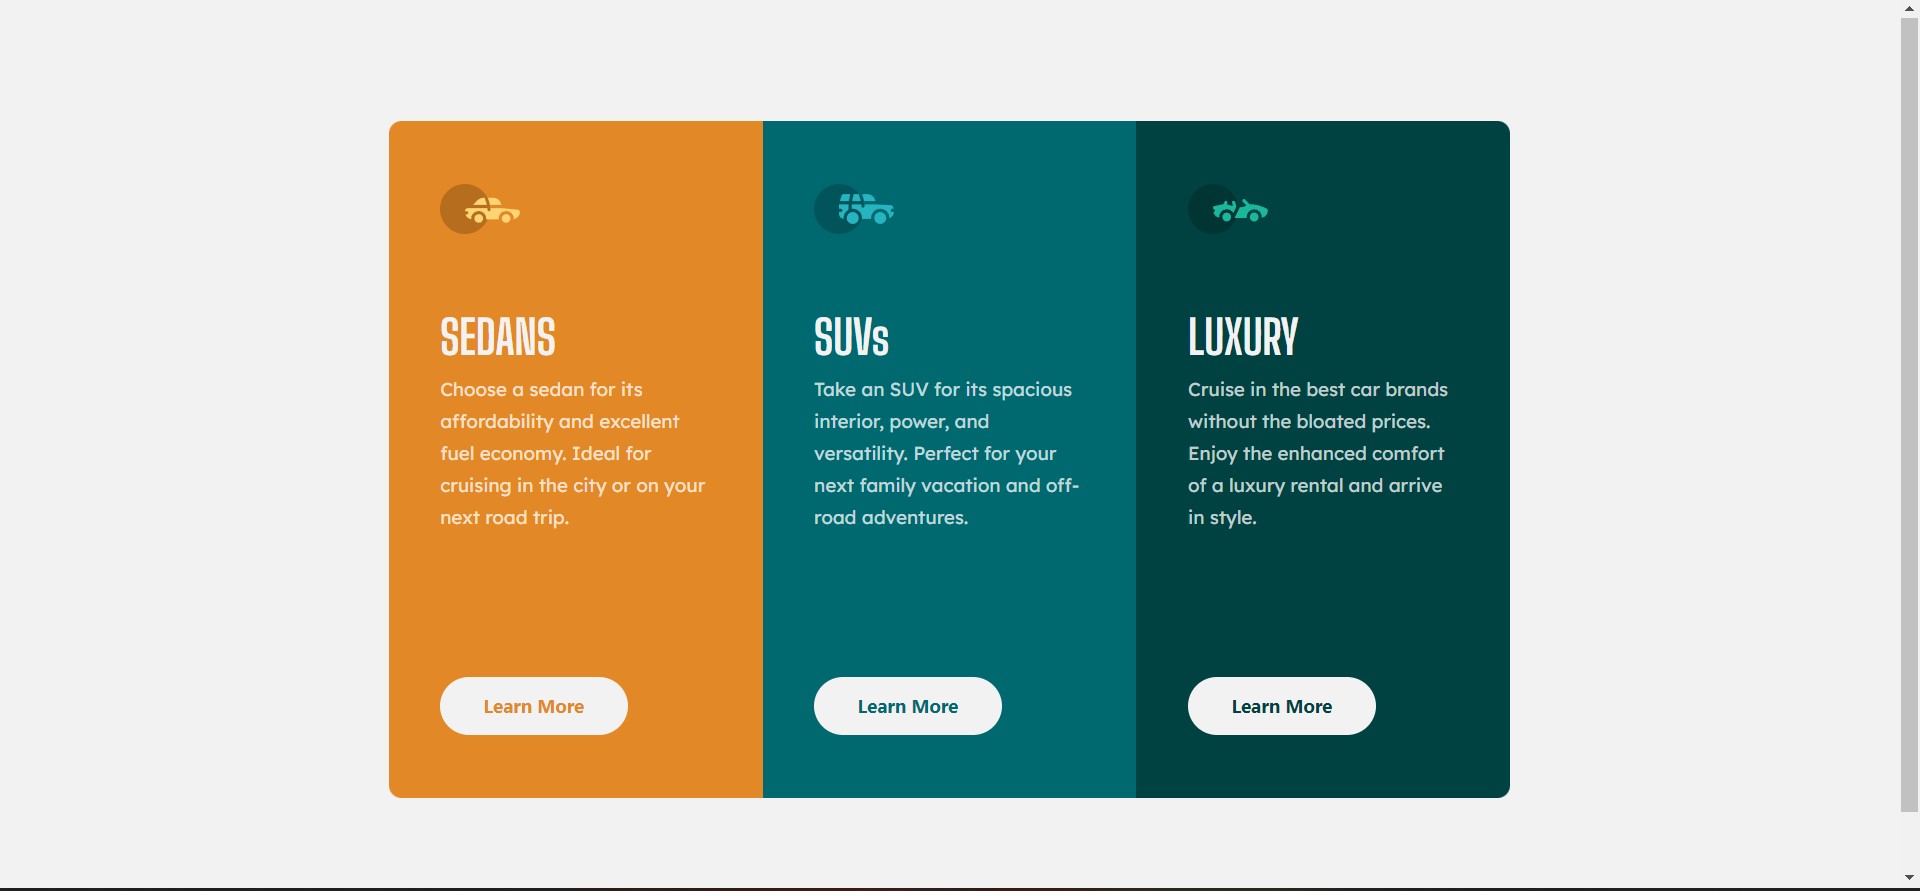 SEDANS
Choose a sedan for its
affordability and excellent
fuel economy. Ideal for
cruising in the city or on your
next road trip.
Learn More
SUVs
Take an SUV for its spacious
interior, power, and
versatility. Perfect for your
next family vacation and off-
road adventures.
Learn More
LUXURY
Cruise in the best car brands
without the bloated prices.
Enjoy the enhanced comfort
of a luxury rental and arrive
in style.
Learn More